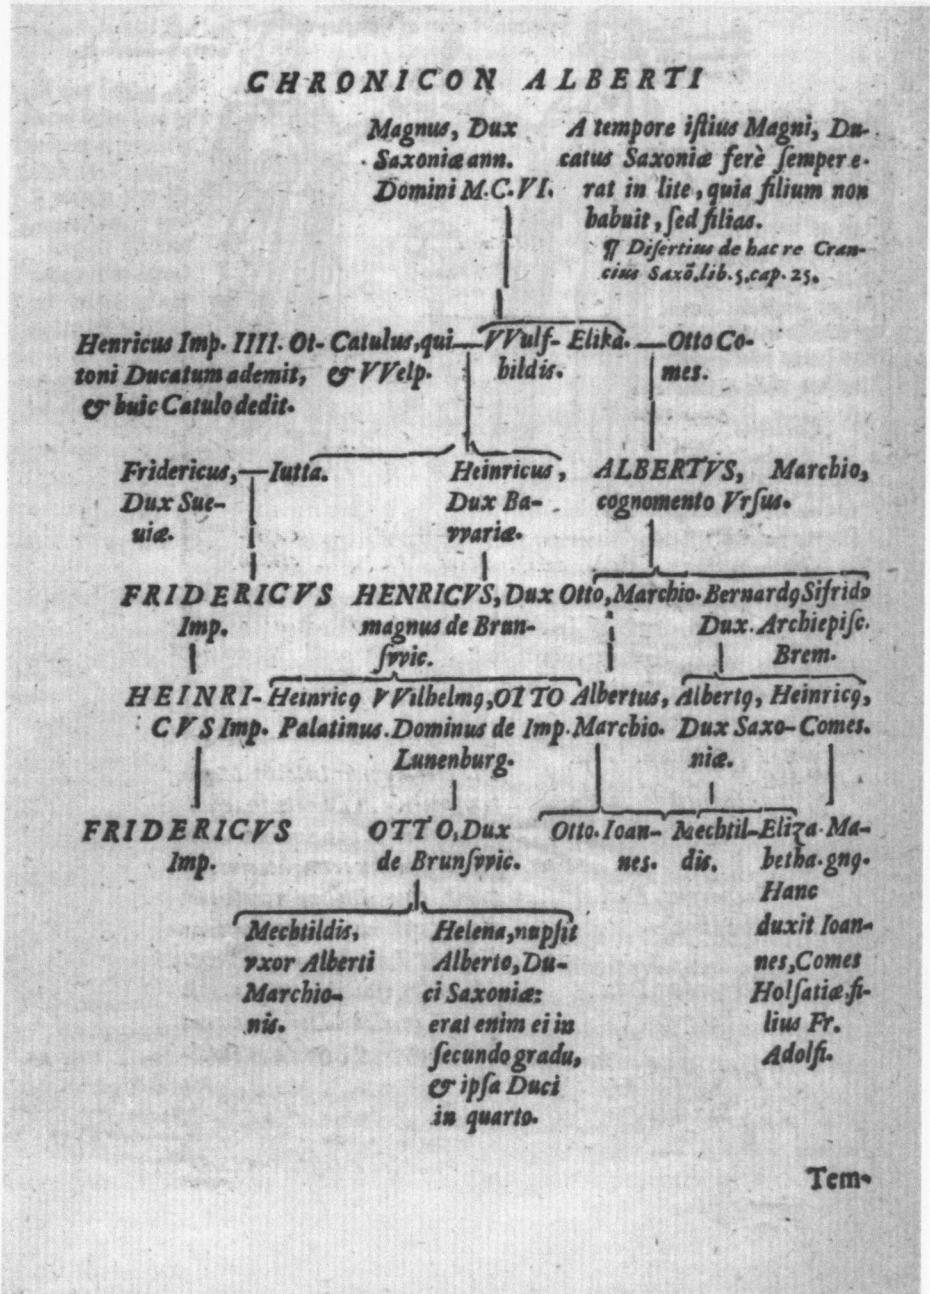 CHRONICON ALBERTI
Magnus, Dux
Saxoniæ ann.
Domini M.C.VI.
A tempore iſtius Magni, Du-
catus Saxoniæ ferè ſemper e-
rat in lite, quia filium non
habuit, ſed filias.
¶ Diſertius de hac re Cran-
cius Saxō. lib. 5. cap. 25.
Henricus Imp. IIII. Ot-
toni Ducatum ademit,
& huic Catulo dedit.
Catulus, qui
& VVelp.
VVulf-
hildis.
Elika.
Otto Co-
mes.
Fridericus,
Dux Sue-
uiæ.
Iutta.
Heinricus,
Dux Ba-
vvariæ.
ALBERTVS, Marchio,
cognomento Vrſus.
FRIDERICVS
Imp.
HENRICVS, Dux
magnus de Brun-
ſvvic.
Otto, Marchio.
Bernardꝯ
Dux.
Sifridꝯ
Archiepiſc.
Brem.
HEINRI-
CVS Imp.
Heinricꝯ
Palatinus.
VVilhelmꝯ,
Dominus de
Lunenburg.
OTTO
Imp.
Albertus,
Marchio.
Albertꝯ,
Dux Saxo-
niæ.
Heinricꝯ,
Comes.
FRIDERICVS
Imp.
OTTO, Dux
de Brunſvvic.
Otto. Ioan-
nes.
Mechtil-
dis.
Eliza-
betha.
Hanc
duxit Ioan-
nes, Comes
Holſatiæ, fi-
lius Fr.
Adolfi.
Ma-
gnꝯ.
Mechtildis,
vxor Alberti
Marchio-
nis.
Helena, nupſit
Alberto, Du-
ci Saxoniæ:
erat enim ei in
ſecundo gradu,
& ipſa Duci
in quarto.
Tem-